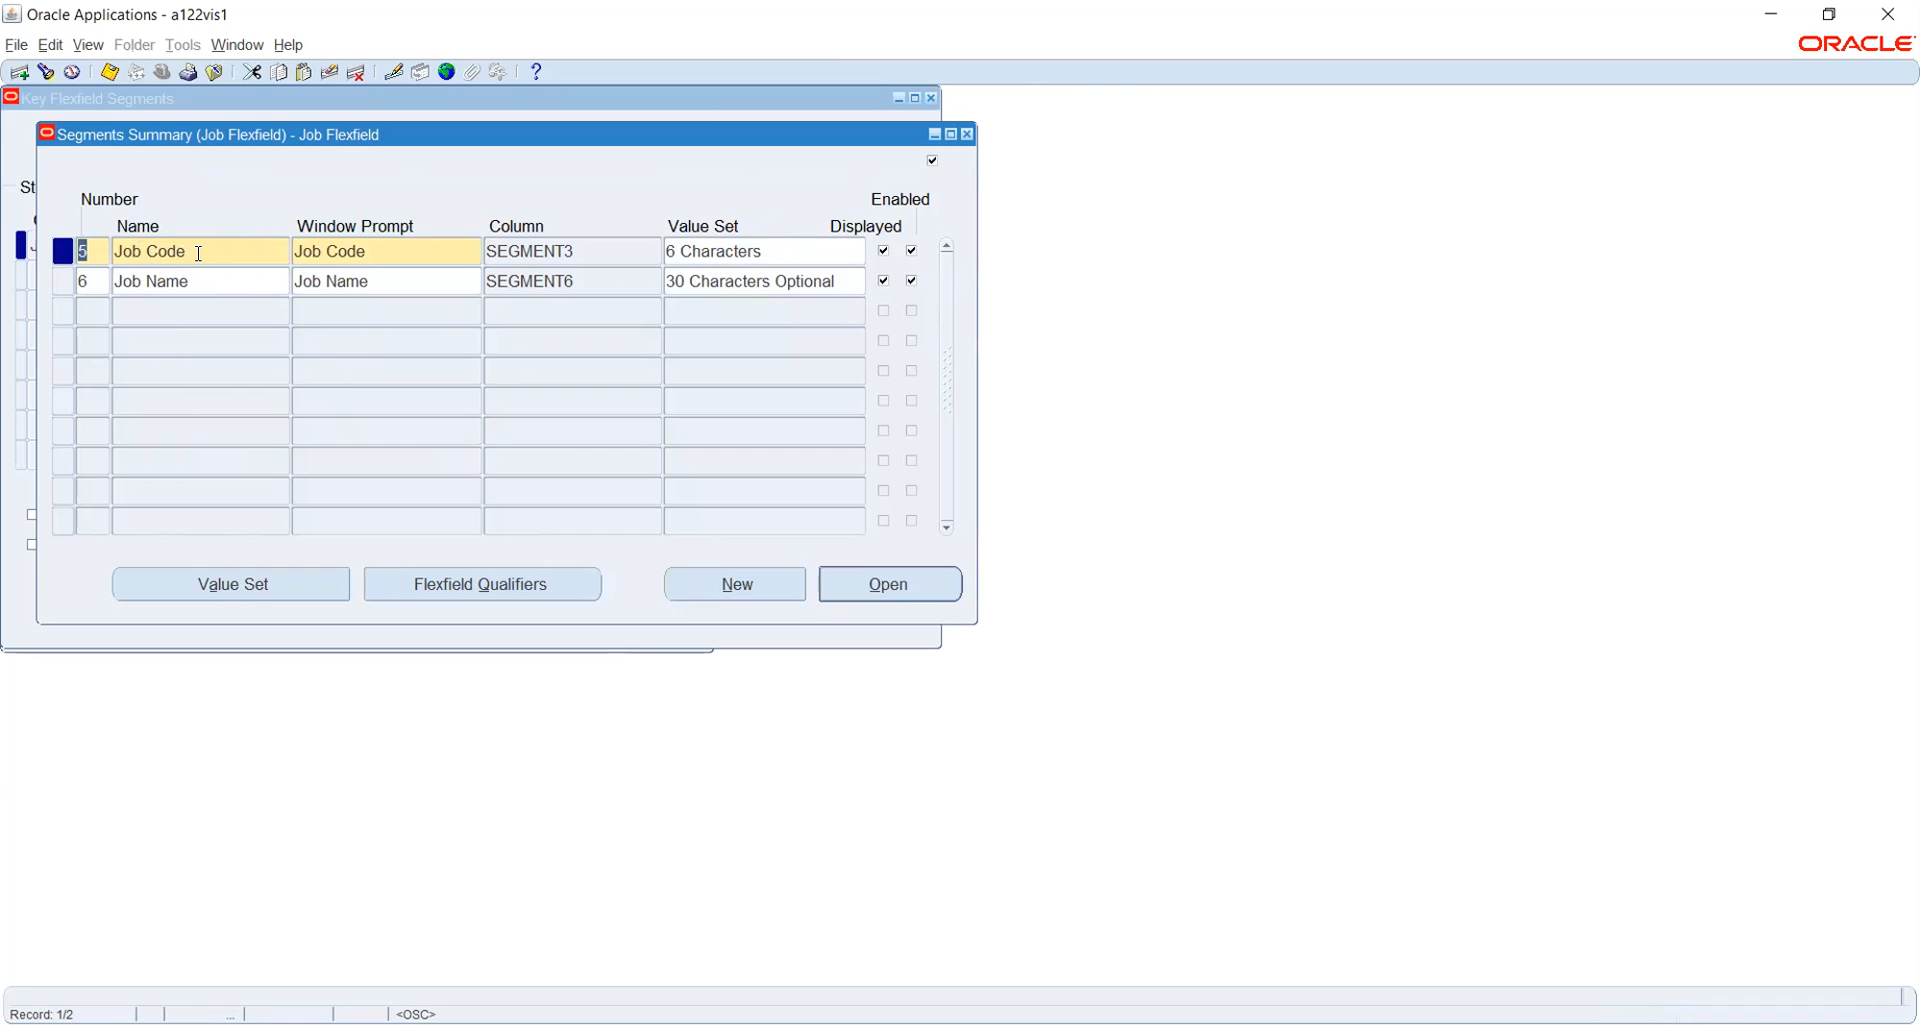 Oracle Applications - a122vis1
File Edit View Folder Tools Window Help
ORACLE
Key Flexfield Segments
Segments Summary (Job Flexfield) - Job Flexfield
St
Number Enabled
Name Window Prompt Column Value Set Displayed
5 Job Code Job Code SEGMENT3 6 Characters
6 Job Name Job Name SEGMENT6 30 Characters Optional
Value Set Flexfield Qualifiers New Open
Record: 1/2 ... <OSC>